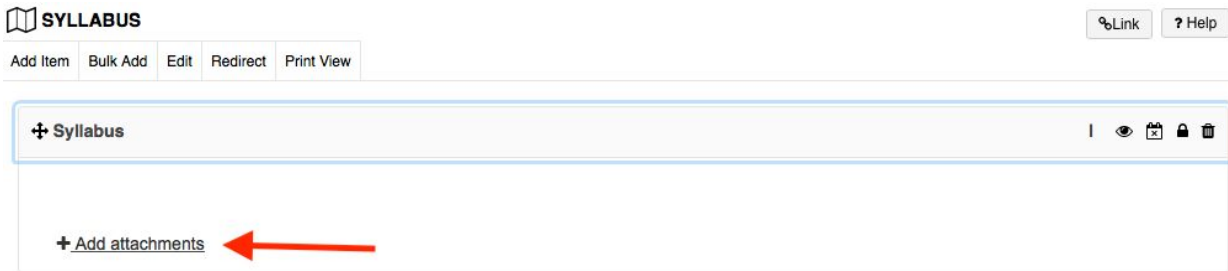 SYLLABUS
Link ? Help
Add Item Bulk Add Edit Redirect Print View
Syllabus
Add attachments